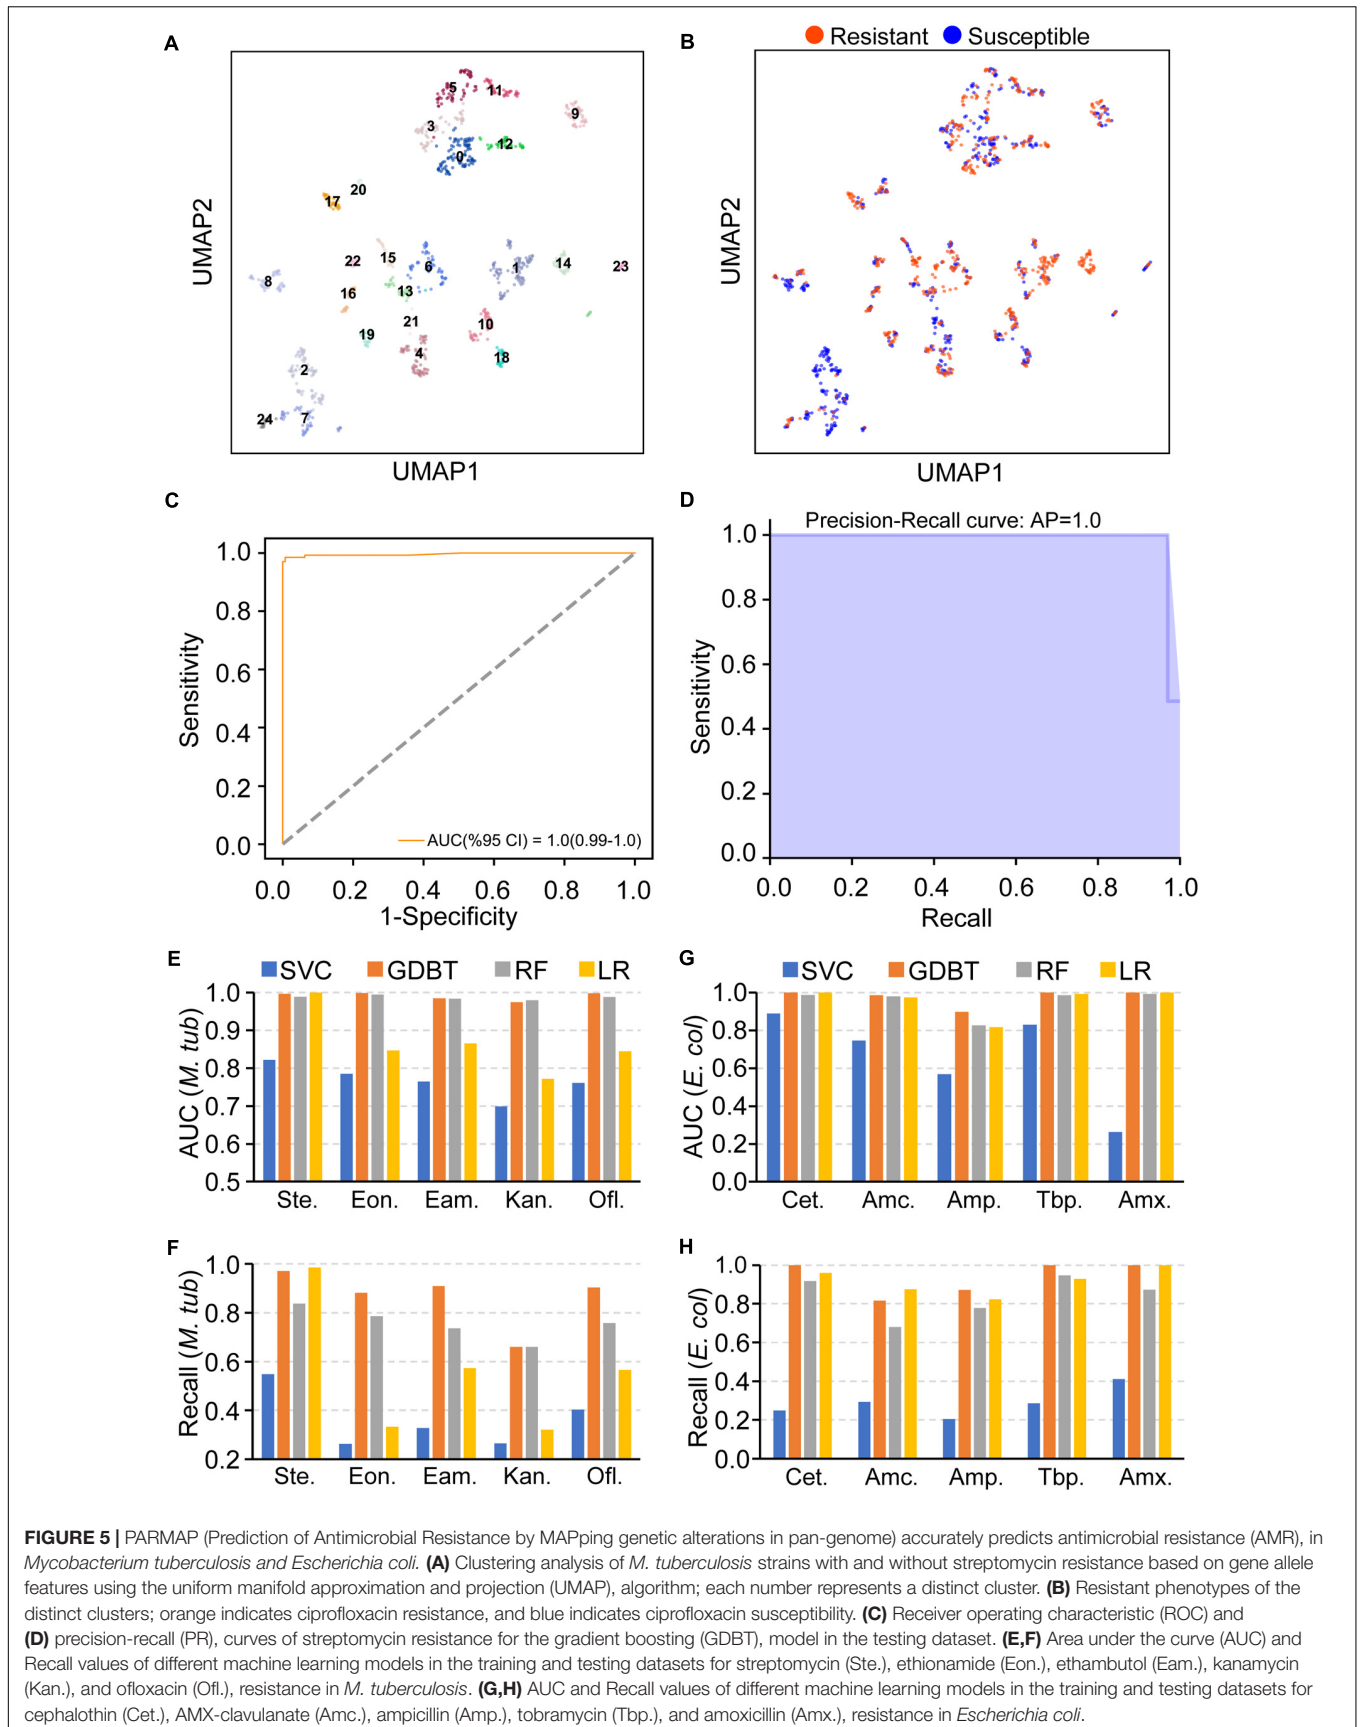 A
B
Resistant Susceptible
5
11
9
3
12
0
20
17
22
15
6
1
14
23
8
16
13
21
10
19
4
18
2
24
7
UMAP2
UMAP1
UMAP2
UMAP1
C
1.0
0.8
0.6
0.4
0.2
0.0
Sensitivity
AUC(%95 CI) = 1.0(0.99-1.0)
0.0 0.2 0.4 0.6 0.8 1.0
1-Specificity
D
Precision-Recall curve: AP=1.0
1.0
0.8
0.6
0.4
0.2
0.0
Sensitivity
0.0 0.2 0.4 0.6 0.8 1.0
Recall
E
SVC GDBT RF LR
1.0
0.9
0.8
0.7
0.6
0.5
AUC (M. tub)
Ste. Eon. Eam. Kan. Ofl.
G
SVC GDBT RF LR
1.0
0.8
0.6
0.4
0.2
0.0
AUC (E. col)
Cet. Amc. Amp. Tbp. Amx.
F
1.0
0.8
0.6
0.4
0.2
Recall (M. tub)
Ste. Eon. Eam. Kan. Ofl.
H
1.0
0.8
0.6
0.4
0.2
0.0
Recall (E. col)
Cet. Amc. Amp. Tbp. Amx.
FIGURE 5 | PARMAP (Prediction of Antimicrobial Resistance by MAPping genetic alterations in pan-genome) accurately predicts antimicrobial resistance (AMR), in
Mycobacterium tuberculosis and Escherichia coli. (A) Clustering analysis of M. tuberculosis strains with and without streptomycin resistance based on gene allele
features using the uniform manifold approximation and projection (UMAP), algorithm; each number represents a distinct cluster. (B) Resistant phenotypes of the
distinct clusters; orange indicates ciprofloxacin resistance, and blue indicates ciprofloxacin susceptibility. (C) Receiver operating characteristic (ROC) and
(D) precision-recall (PR), curves of streptomycin resistance for the gradient boosting (GDBT), model in the testing dataset. (E,F) Area under the curve (AUC) and
Recall values of different machine learning models in the training and testing datasets for streptomycin (Ste.), ethionamide (Eon.), ethambutol (Eam.), kanamycin
(Kan.), and ofloxacin (Ofl.), resistance in M. tuberculosis. (G,H) AUC and Recall values of different machine learning models in the training and testing datasets for
cephalothin (Cet.), AMX-clavulanate (Amc.), ampicillin (Amp.), tobramycin (Tbp.), and amoxicillin (Amx.), resistance in Escherichia coli.